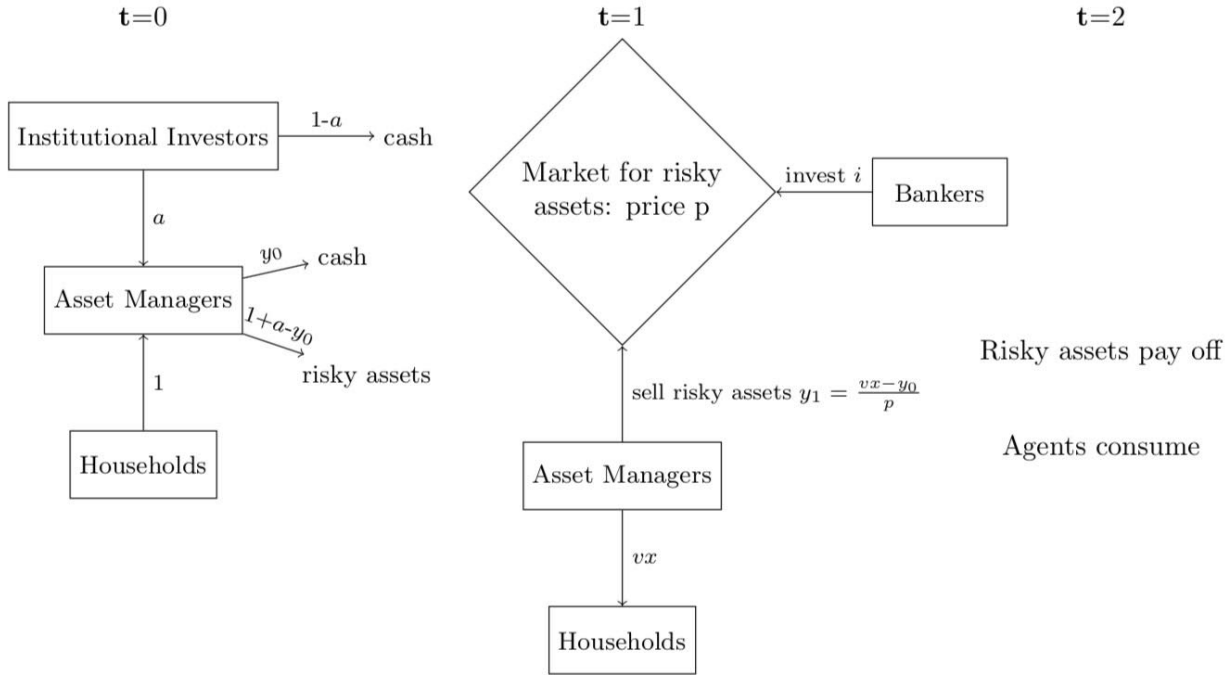 t=0
t=1
t=2
Institutional Investors
1-a
cash
a
Asset Managers
y0
cash
1+a-y0
risky assets
1
Households
Market for risky
assets: price p
invest i
Bankers
sell risky assets y1 = vx−y0 / p
Asset Managers
vx
Households
Risky assets pay off
Agents consume